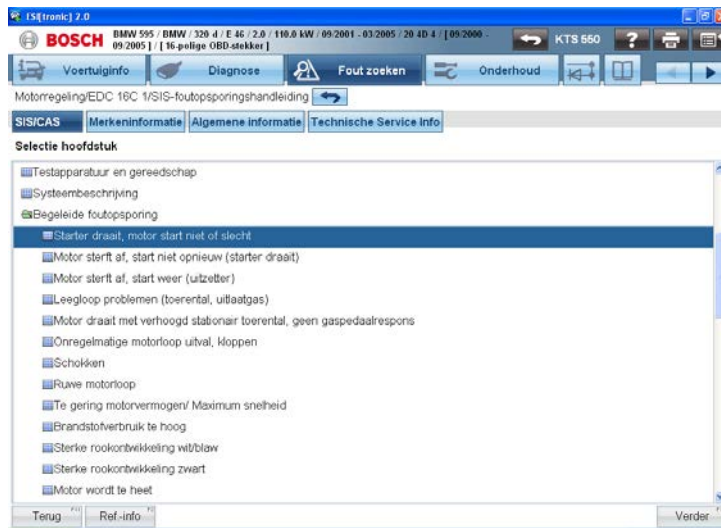 ESI[tronic] 2.0
BOSCH
BMW 595 / BMW / 320 d / E 46 / 2.0 / 110.0 kW / 09/2001 - 03/2005 / 20 4D 4 / [ 09/2000 - 09/2005 ] / [ 16-polige OBD-stekker ]
KTS 550
?
Voertuiginfo
Diagnose
Fout zoeken
Onderhoud
Motorregeling/EDC 16C 1/SIS-foutopsporingshandleiding
SIS/CAS
Merkeninformatie
Algemene informatie
Technische Service Info
Selectie hoofdstuk
Testapparatuur en gereedschap
Systeembeschrijving
Begeleide foutopsporing
Starter draait, motor start niet of slecht
Motor sterft af, start niet opnieuw (starter draait)
Motor sterft af, start weer (uitzetter)
Leegloop problemen (toerental, uitlaatgas)
Motor draait met verhoogd stationair toerental, geen gaspedaalrespons
Onregelmatige motorloop uitval, kloppen
Schokken
Ruwe motorloop
Te gering motorvermogen/ Maximum snelheid
Brandstofverbruik te hoog
Sterke rookontwikkeling wit/blauw
Sterke rookontwikkeling zwart
Motor wordt te heet
Terug
Ref.-info
Verder